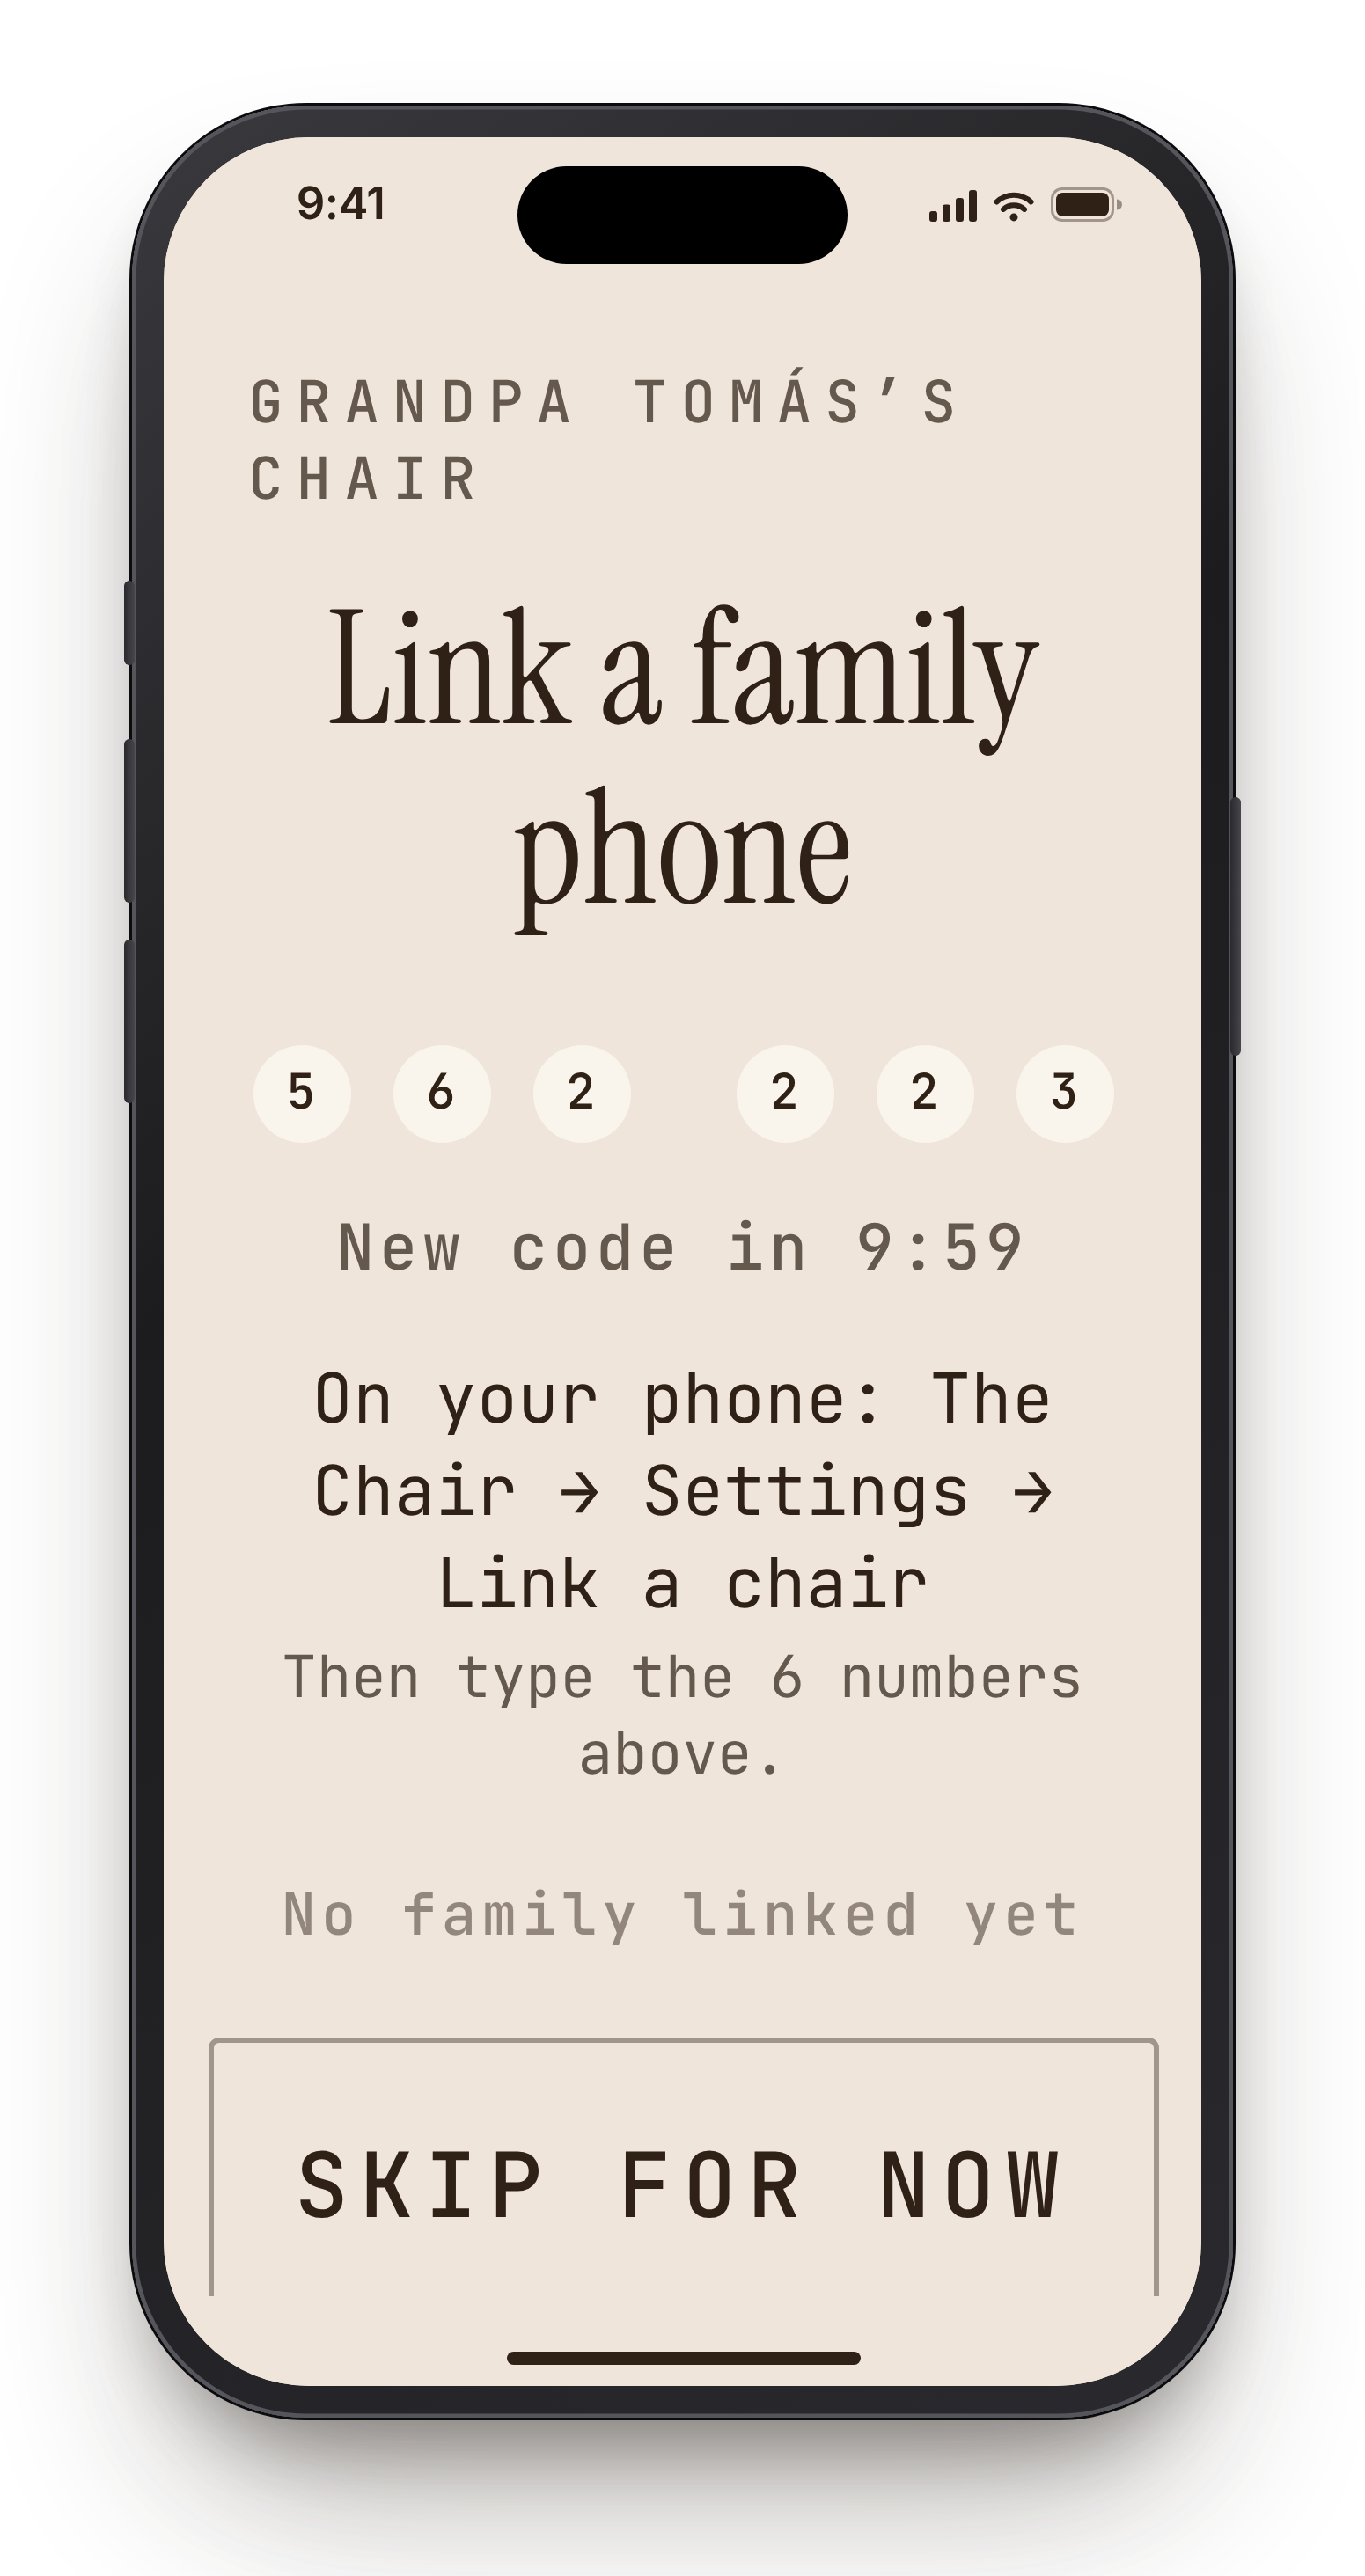 9:41
GRANDPA TOMÁS’S
CHAIR
Link a family
phone
5 6 2 2 2 3
New code in 9:59
On your phone: The
Chair → Settings →
Link a chair
Then type the 6 numbers
above.
No family linked yet
SKIP FOR NOW